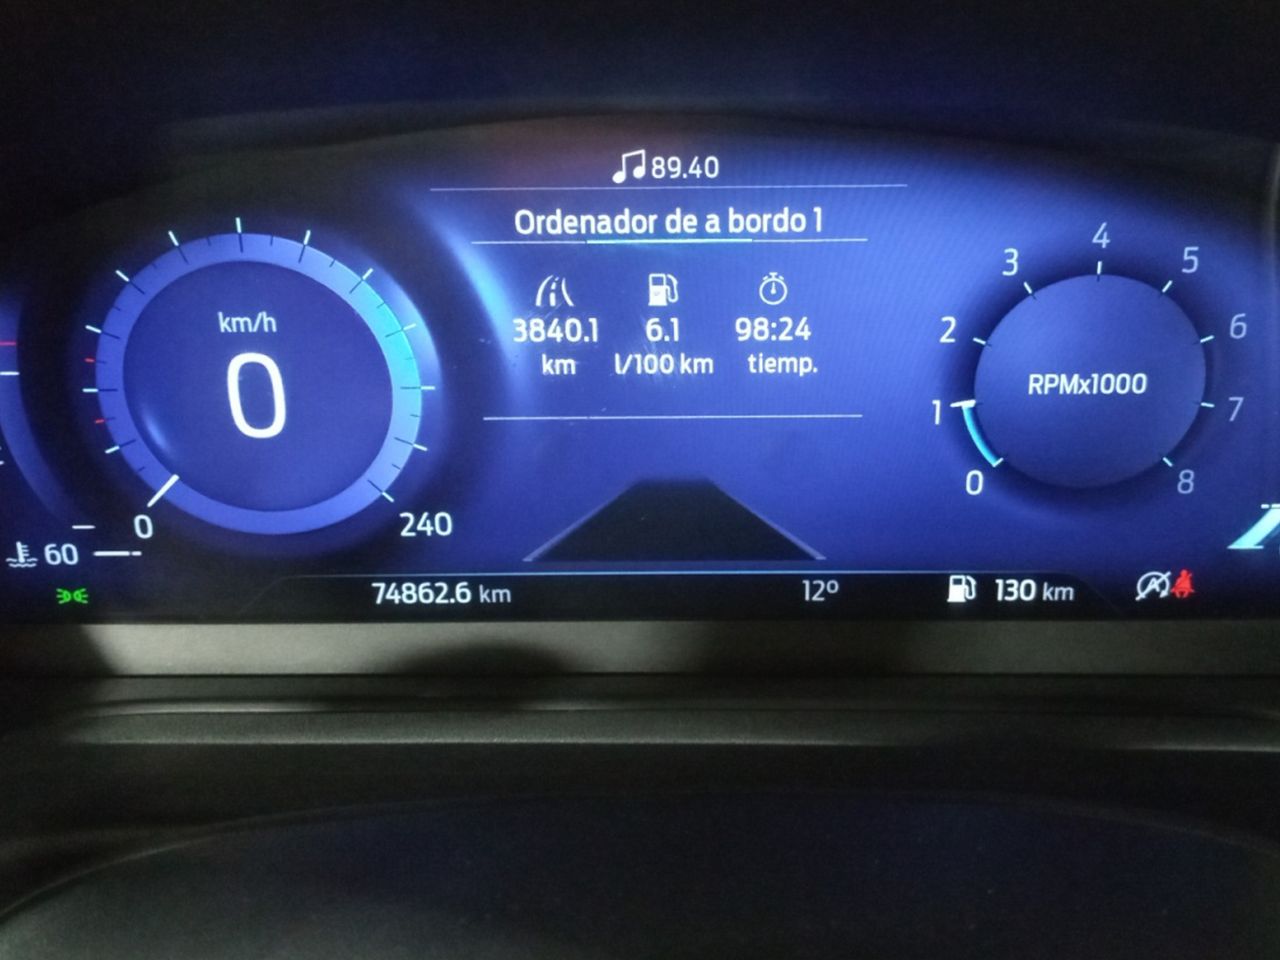 89.40
Ordenador de a bordo 1
3840.1 6.1 98:24
km l/100 km tiemp.
km/h
0
0 240
60
4
3 5
2 6
RPMx1000
1 7
0 8
74862.6 km 12º 130 km
A